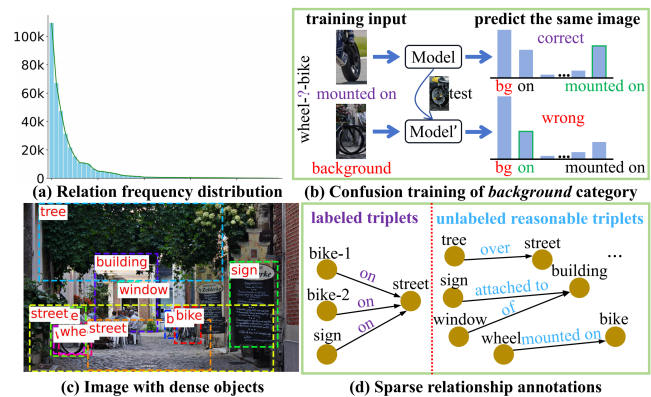 100k
80k
60k
40k
20k
0
(a) Relation frequency distribution
training input
predict the same image
wheel-?-bike
mounted on
Model
correct
bg on ... mounted on
test
background
Model'
wrong
bg on ... mounted on
(b) Confusion training of background category
tree
building
sign
window
street
whe
street
b
bike
(c) Image with dense objects
labeled triplets
bike-1
on
bike-2
on
street
sign
on
unlabeled reasonable triplets
tree
over
street
...
sign
attached to
building
window
of
wheel
mounted on
bike
(d) Sparse relationship annotations